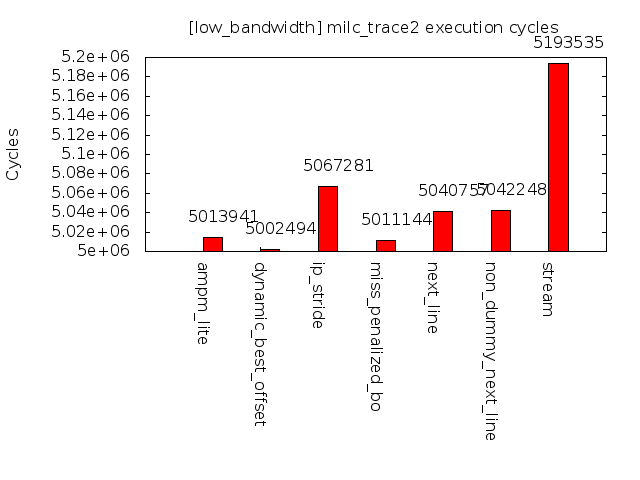 [low_bandwidth] milc_trace2 execution cycles
Cycles
5.2e+06
5.18e+06
5.16e+06
5.14e+06
5.12e+06
5.1e+06
5.08e+06
5.06e+06
5.04e+06
5.02e+06
5e+06
5013941
5002494
5067281
5011144
5040757
5042248
5193535
ampm_lite
dynamic_best_offset
ip_stride
miss_penalized_bo
next_line
non_dummy_next_line
stream